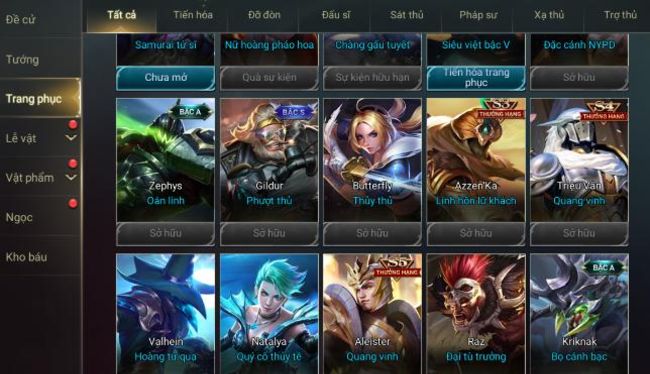 Đề cử
Tướng
Trang phục
Lễ vật
Vật phẩm
Ngọc
Kho báu
Tất cả
Tiến hóa
Đỡ đòn
Đấu sĩ
Sát thủ
Pháp sư
Xạ thủ
Trợ thủ
Samurai tử sĩ
Nữ hoàng pháo hoa
Chàng gấu tuyết
Siêu việt bậc V
Đặc cảnh NYPD
Chưa mở
Quà sự kiện
Sự kiện hữu hạn
Tiến hóa trang
phục
Sở hữu
BẬC A
Zephys
Oán linh
Sở hữu
BẬC S
Gildur
Phượt thủ
Sở hữu
Butterfly
Thủy thủ
Sở hữu
S3
THƯỞNG HẠNG
Azzen'Ka
Linh hồn lữ khách
Sở hữu
S4
THƯỞNG HẠNG
Triệu Vân
Quang vinh
Sở hữu
Valhein
Hoàng tử quạ
Natalya
Quý cô thủy tề
S5
THƯỞNG HẠNG
Aleister
Quang vinh
Raz
Đại tù trưởng
BẬC A
Kriknak
Bọ cánh bạc